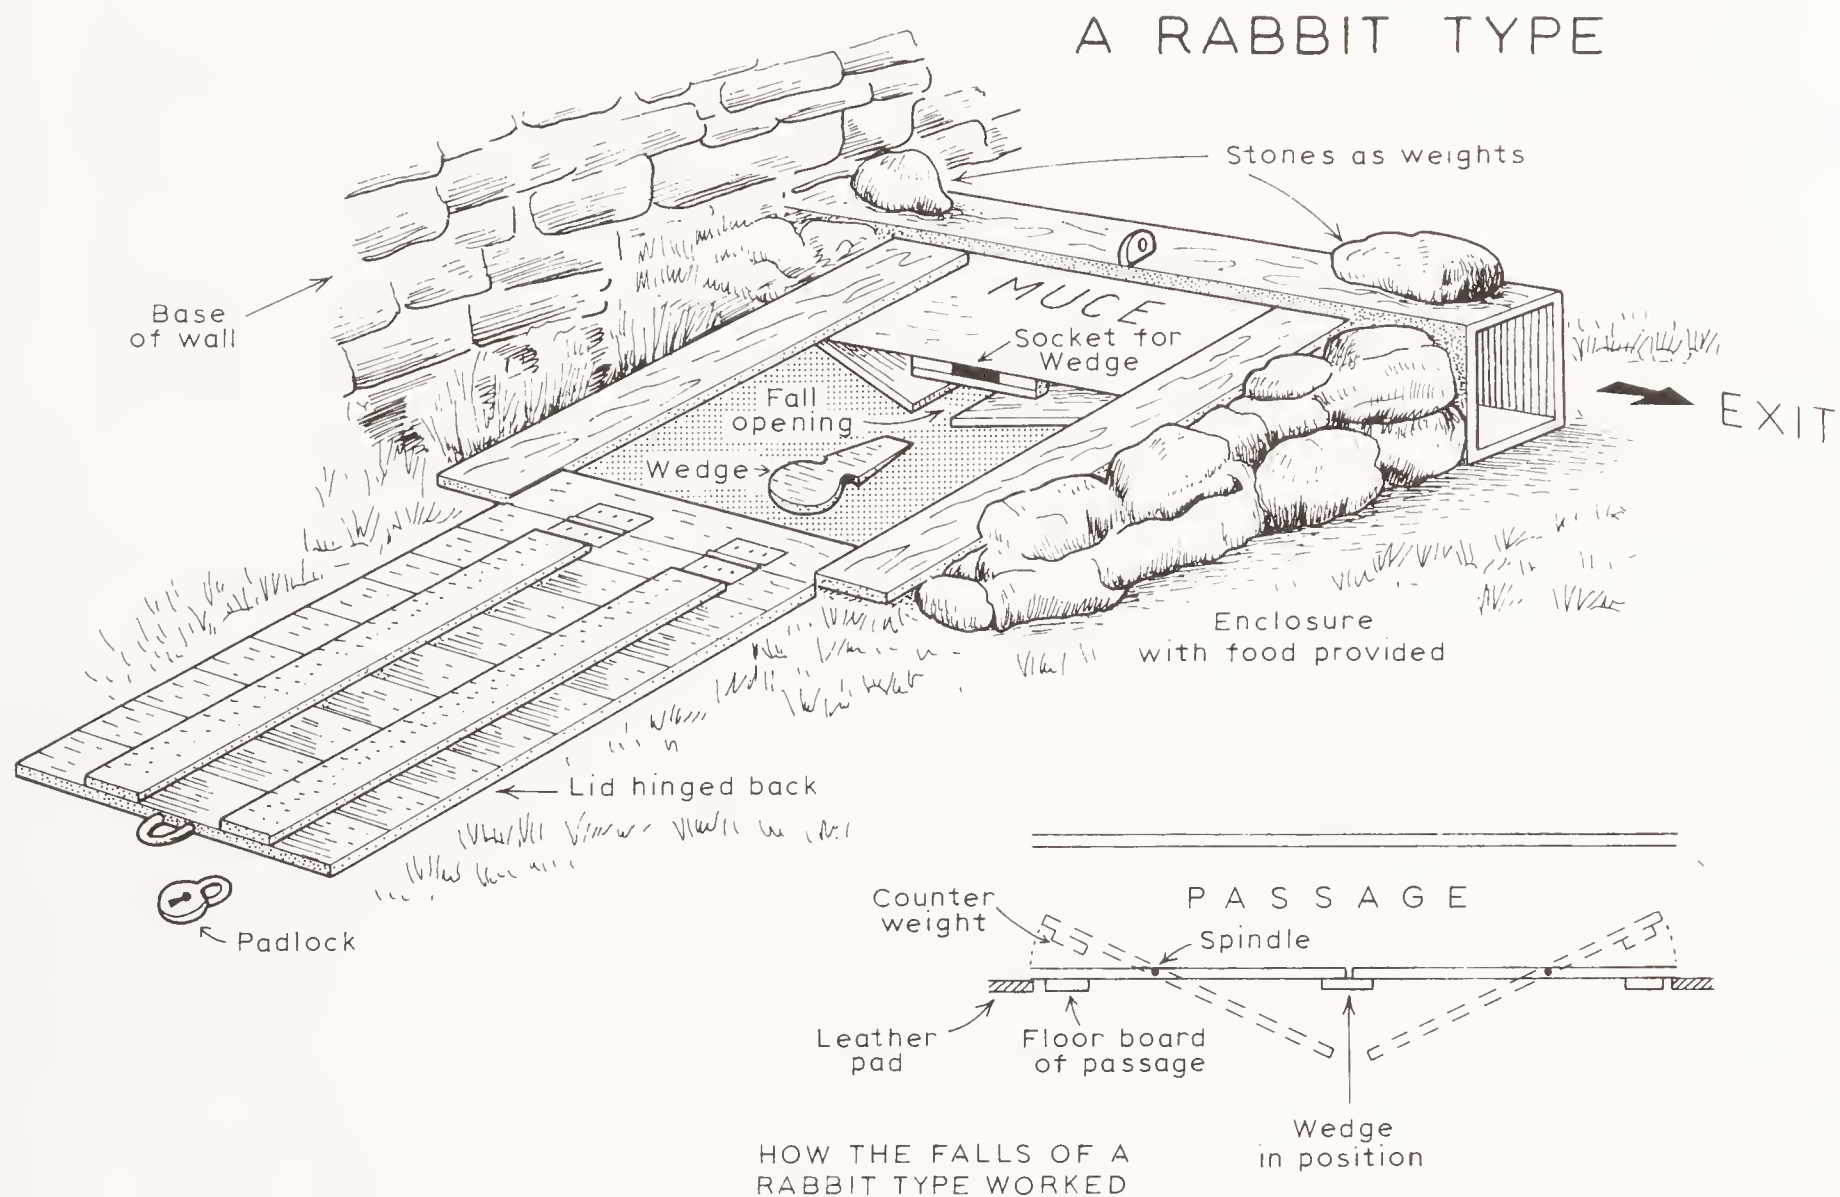 A RABBIT TYPE
Stones as weights
Base
of wall
MUCE
Socket for
Wedge
Fall
opening
EXIT
Wedge
Enclosure
with food provided
Lid hinged back
Padlock
PASSAGE
Counter
weight
Spindle
Leather
pad
Floor board
of passage
Wedge
in position
HOW THE FALLS OF A
RABBIT TYPE WORKED